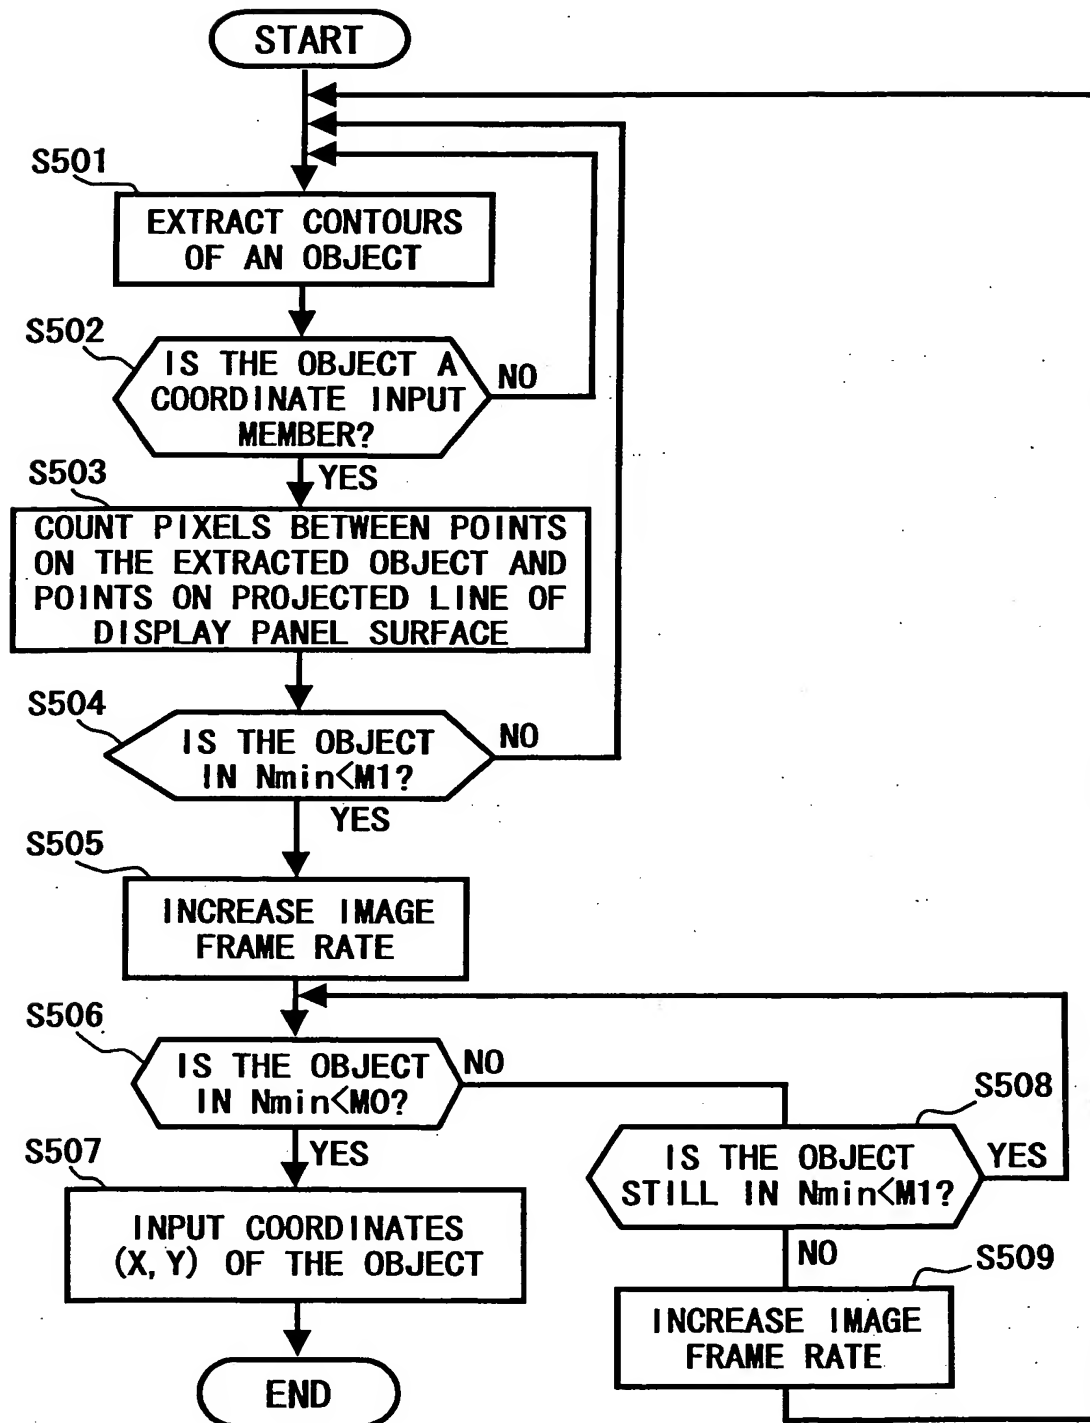 START
S501
EXTRACT CONTOURS
OF AN OBJECT
S502
IS THE OBJECT A
COORDINATE INPUT
MEMBER?
NO
YES
S503
COUNT PIXELS BETWEEN POINTS
ON THE EXTRACTED OBJECT AND
POINTS ON PROJECTED LINE OF
DISPLAY PANEL SURFACE
S504
IS THE OBJECT
IN Nmin<M1?
NO
YES
S505
INCREASE IMAGE
FRAME RATE
S506
IS THE OBJECT
IN Nmin<M0?
NO
YES
S507
INPUT COORDINATES
(X, Y) OF THE OBJECT
END
S508
IS THE OBJECT
STILL IN Nmin<M1?
YES
NO
S509
INCREASE IMAGE
FRAME RATE